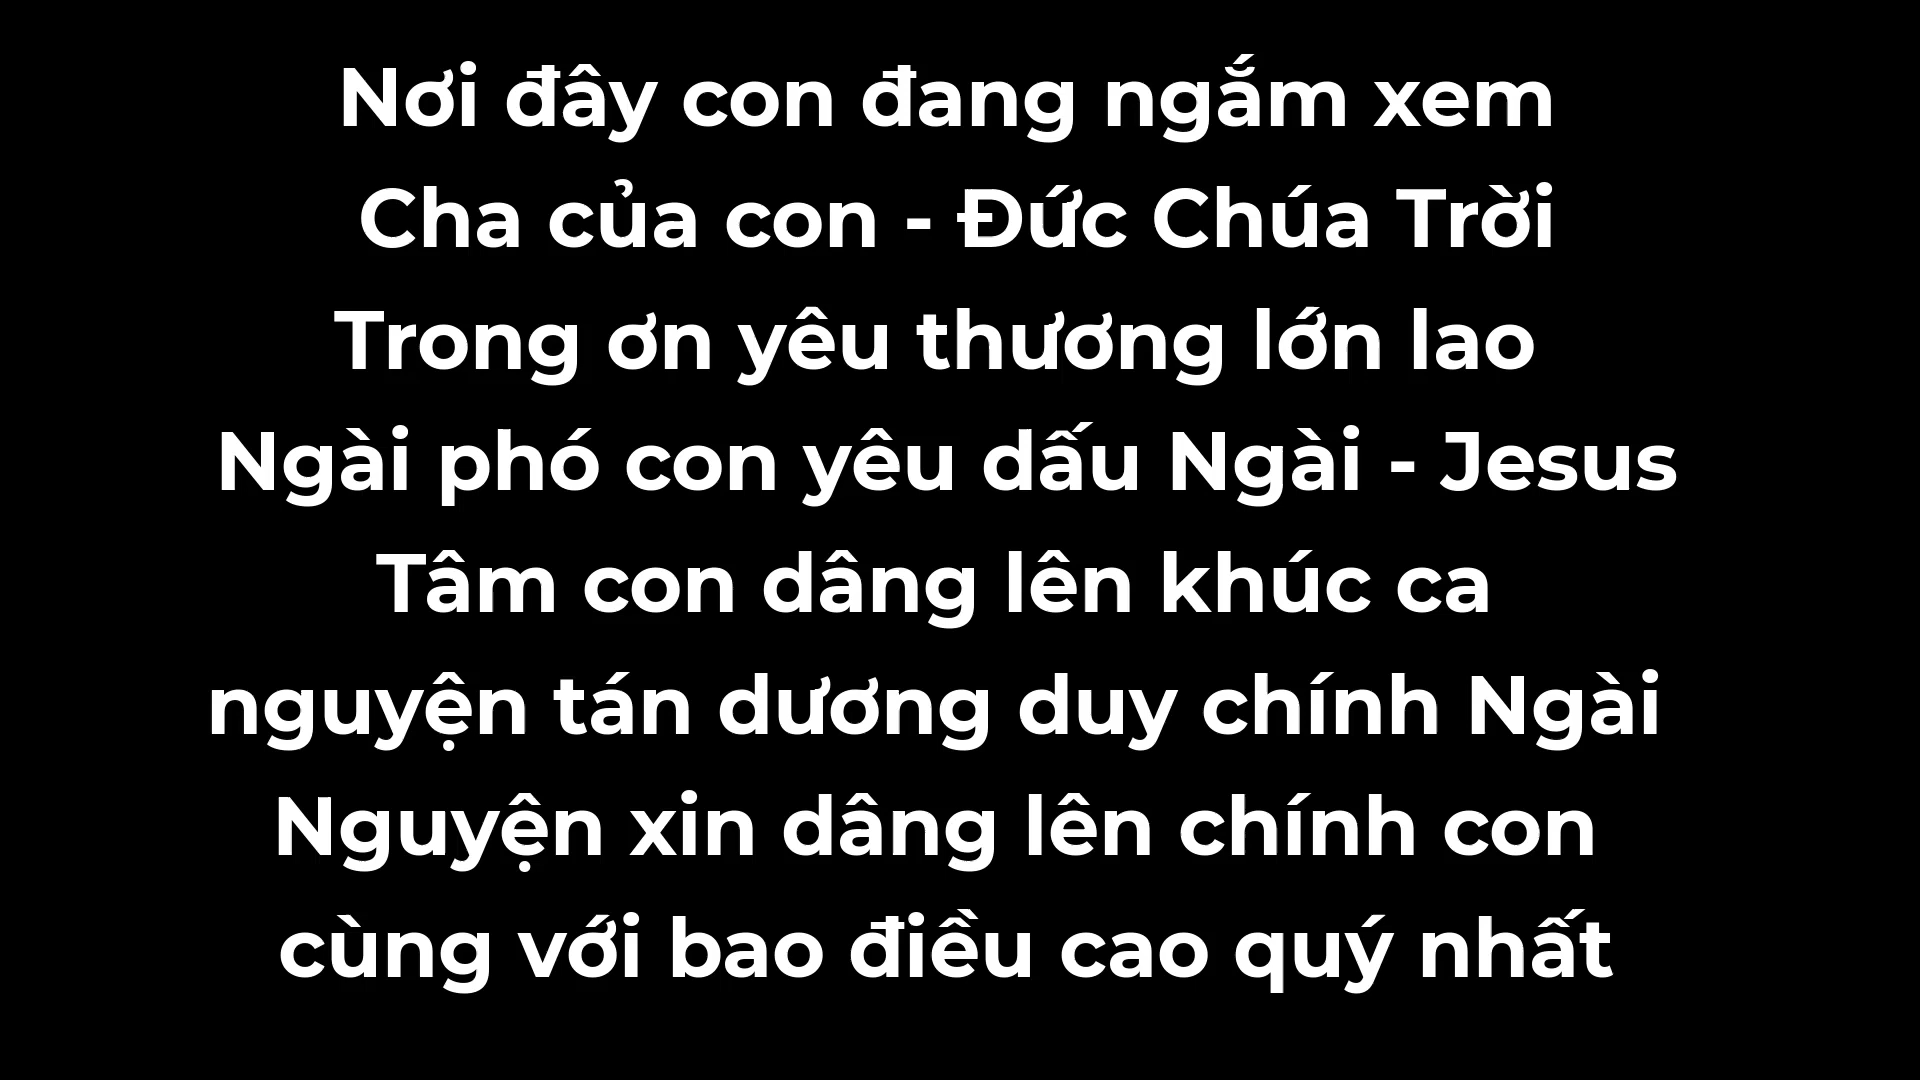 Nơi đây con đang ngắm xem
Cha của con - Đức Chúa Trời
Trong ơn yêu thương lớn lao
Ngài phó con yêu dấu Ngài - Jesus
Tâm con dâng lên khúc ca
nguyện tán dương duy chính Ngài
Nguyện xin dâng lên chính con
cùng với bao điều cao quý nhất